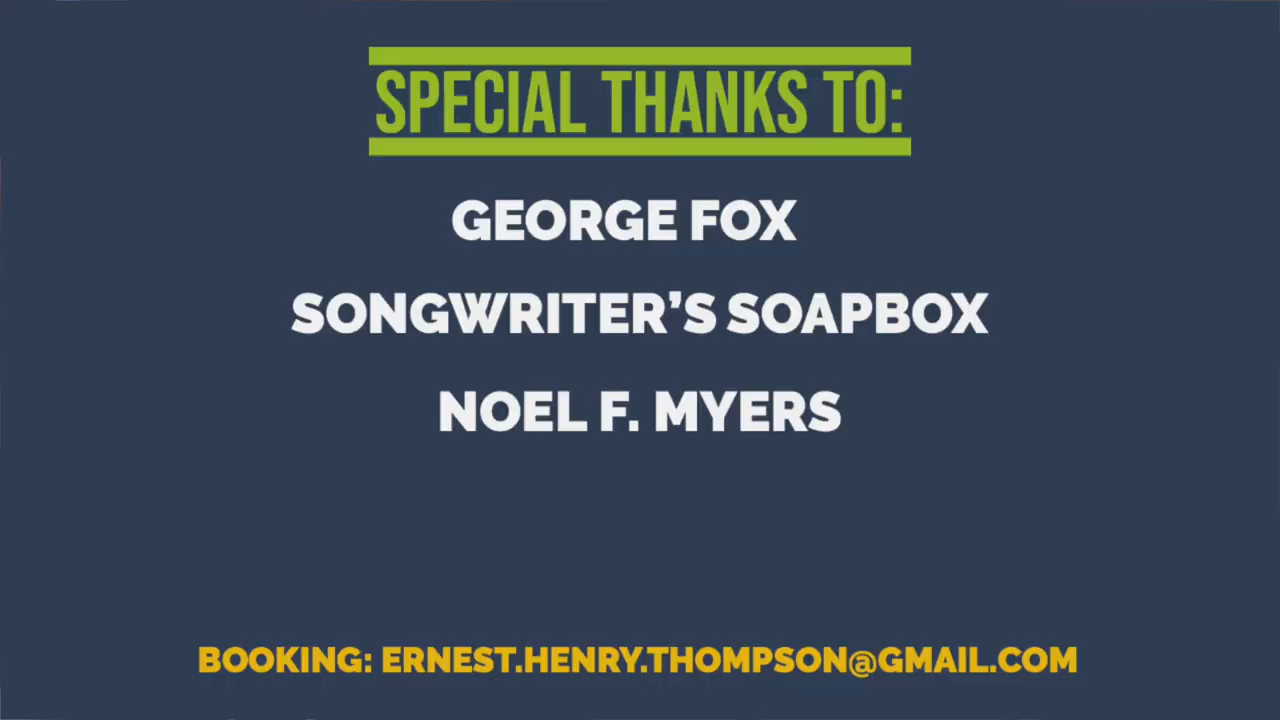 SPECIAL THANKS TO:
GEORGE FOX
SONGWRITER’S SOAPBOX
NOEL F. MYERS
BOOKING: ERNEST.HENRY.THOMPSON@GMAIL.COM